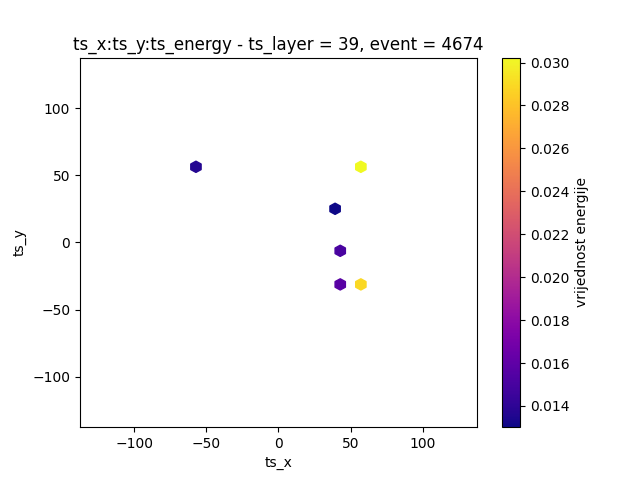 ts_x:ts_y:ts_energy - ts_layer = 39, event = 4674
100
50
0
−50
−100
ts_y
−100 −50 0 50 100
ts_x
0.030
0.028
0.026
0.024
0.022
0.020
0.018
0.016
0.014
vrijednost energije